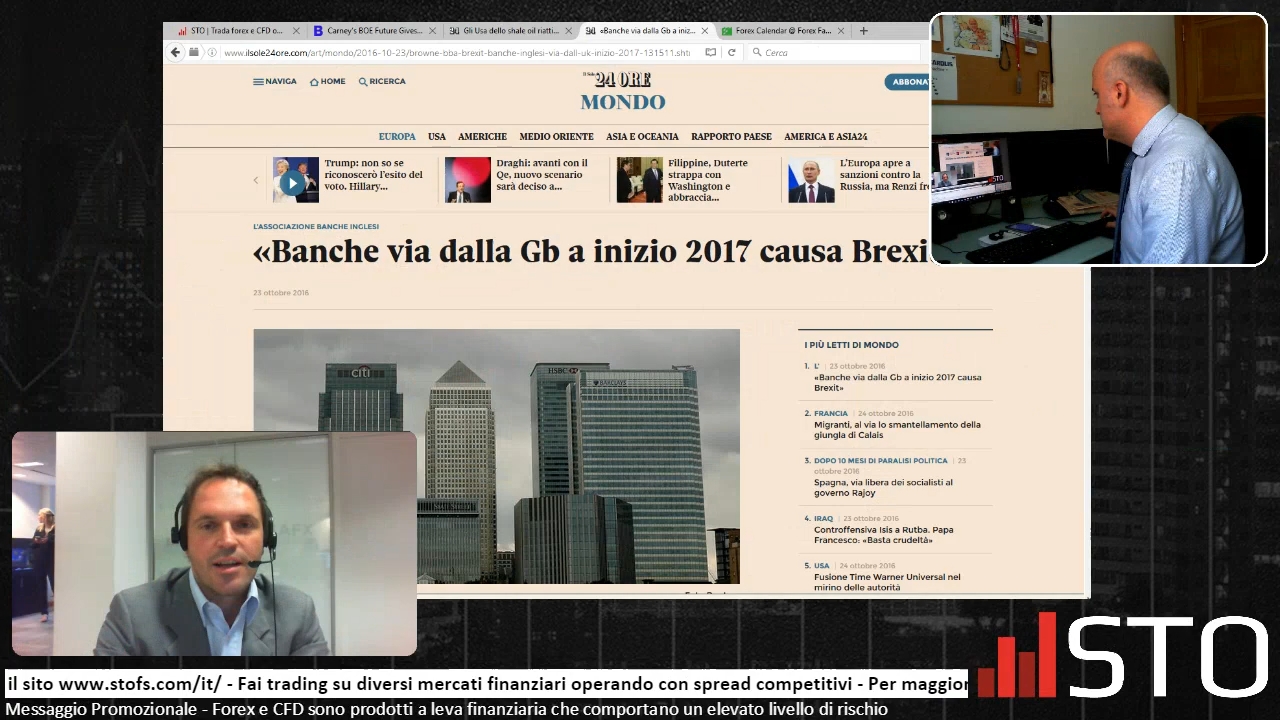 STO | Trada forex e CFD o...
Carney's BOE Future Gives...
Gli Usa dello shale oil riatti...
«Banche via dalla Gb a iniz...
Forex Calendar @ Forex Fa...
www.ilsole24ore.com/art/mondo/2016-10-23/browne-bba-brexit-banche-inglesi-via-dall-uk-inizio-2017-131511.shti
Cerca
NAVIGA HOME RICERCA
24 ORE
MONDO
ABBONA
EUROPA USA AMERICHE MEDIO ORIENTE ASIA E OCEANIA RAPPORTO PAESE AMERICA E ASIA24
Trump: non so se
riconoscerò l'esito del
voto. Hillary...
Draghi: avanti con il
Qe, nuovo scenario
sarà deciso a...
Filippine, Duterte
strappa con
Washington e
abbraccia...
L'Europa apre a
sanzioni contro la
Russia, ma Renzi fr
L'ASSOCIAZIONE BANCHE INGLESI
«Banche via dalla Gb a inizio 2017 causa Brexi
23 ottobre 2016
citi
HSBC
BARCLAYS
I PIÙ LETTI DI MONDO
1. L' | 23 ottobre 2016
«Banche via dalla Gb a inizio 2017 causa
Brexit»
2. FRANCIA | 24 ottobre 2016
Migranti, al via lo smantellamento della
giungla di Calais
3. DOPO 10 MESI DI PARALISI POLITICA | 23
ottobre 2016
Spagna, via libera dei socialisti al
governo Rajoy
4. IRAQ | 23 ottobre 2016
Controffensiva Isis a Rutba. Papa
Francesco: «Basta crudeltà»
5. USA | 24 ottobre 2016
Fusione Time Warner Universal nel
mirino delle autorità
STO
il sito www.stofs.com/it/ - Fai trading su diversi mercati finanziari operando con spread competitivi - Per maggior
Messaggio Promozionale - Forex e CFD sono prodotti a leva finanziaria che comportano un elevato livello di rischio